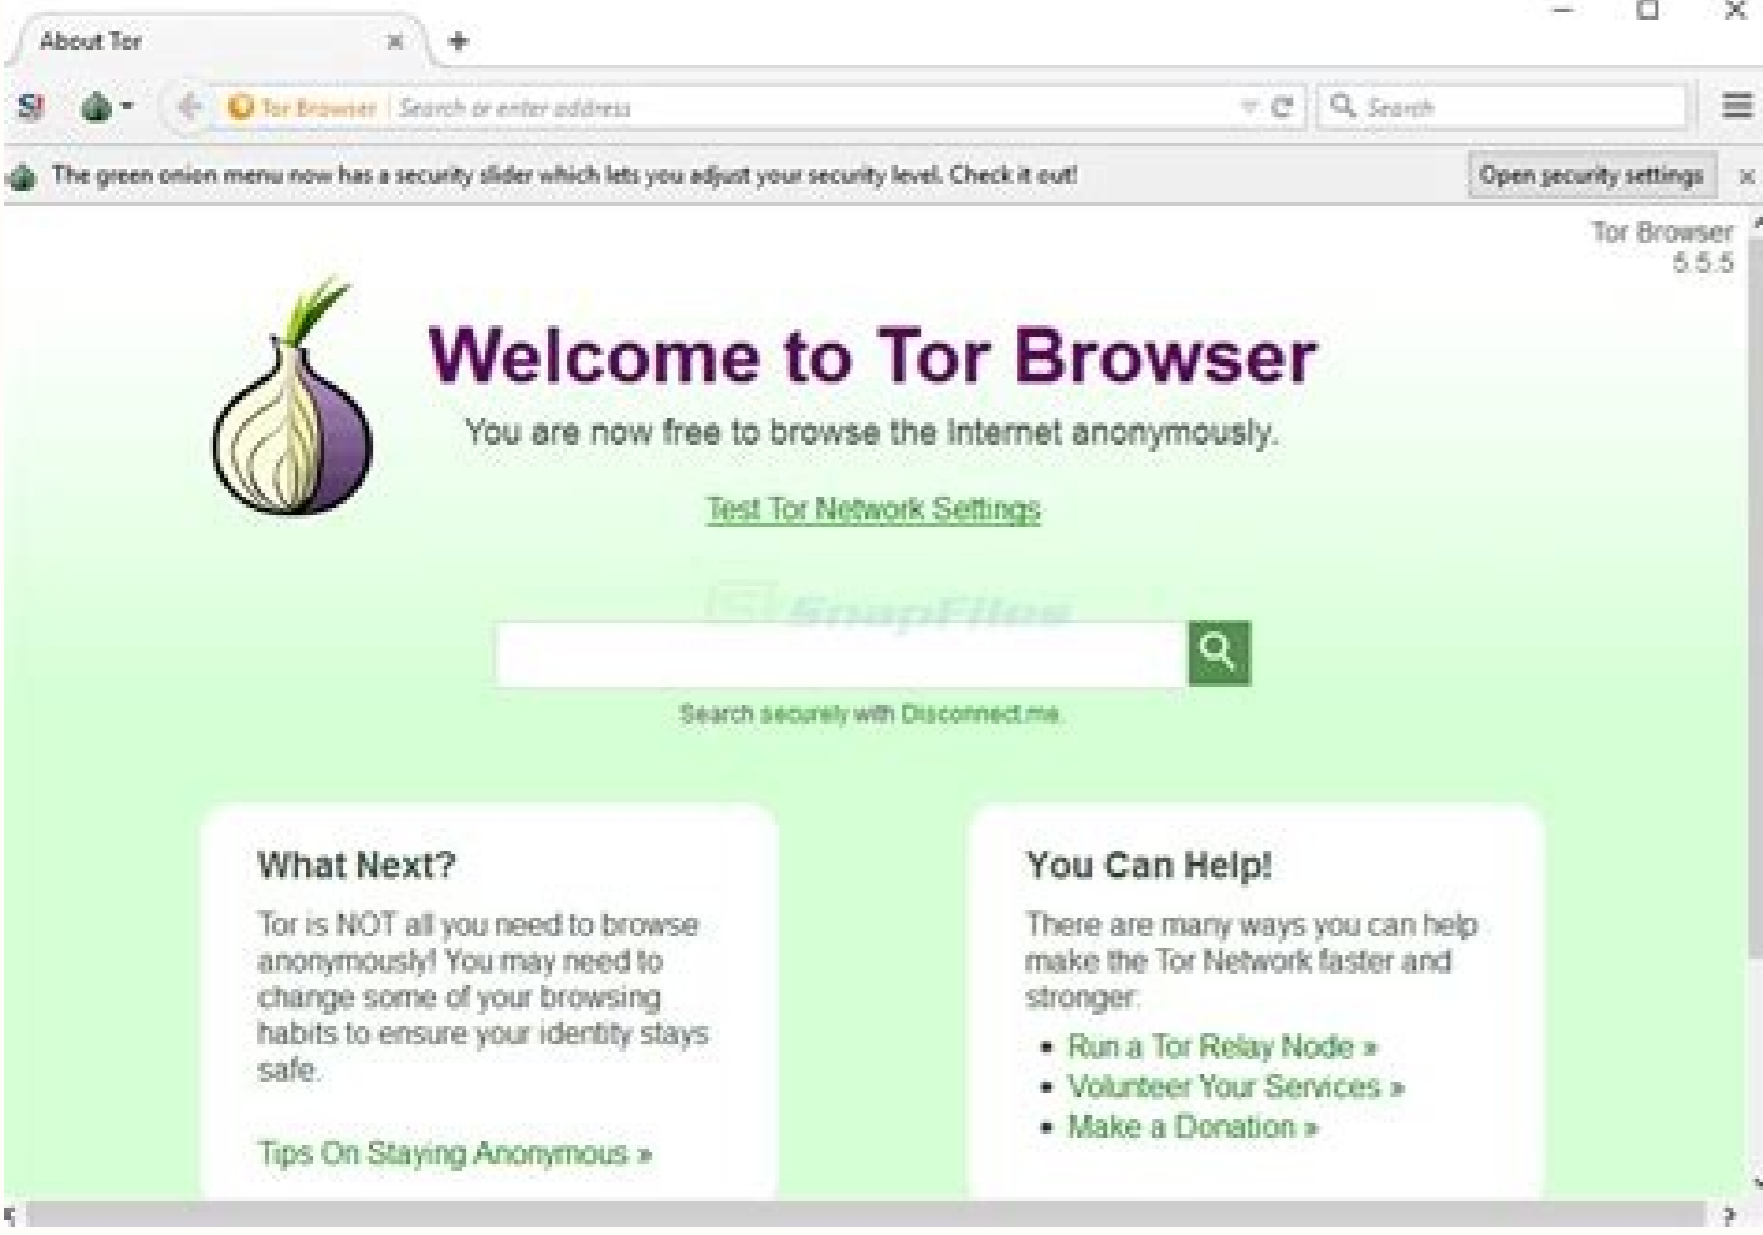 About Tor
S!
Tor Browser Search or enter address
Search
The green onion menu now has a security slider which lets you adjust your security level. Check it out!
Open security settings
Tor Browser
5.5.5
Welcome to Tor Browser
You are now free to browse the Internet anonymously.
Test Tor Network Settings
SnapFiles
Search securely with Disconnect.me.
What Next?
Tor is NOT all you need to browse
anonymously! You may need to
change some of your browsing
habits to ensure your identity stays
safe.
Tips On Staying Anonymous »
You Can Help!
There are many ways you can help
make the Tor Network faster and
stronger:
• Run a Tor Relay Node »
• Volunteer Your Services »
• Make a Donation »